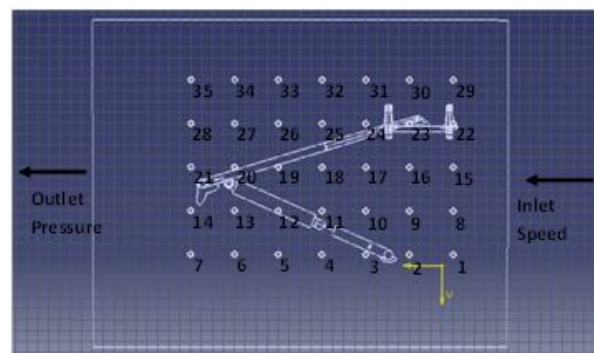 35 34 33 32 31 30 29
28 27 26 25 24 23 22
21 20 19 18 17 16 15
Outlet
Pressure
Inlet
Speed
14 13 12 11 10 9 8
7 6 5 4 3 2 1
v